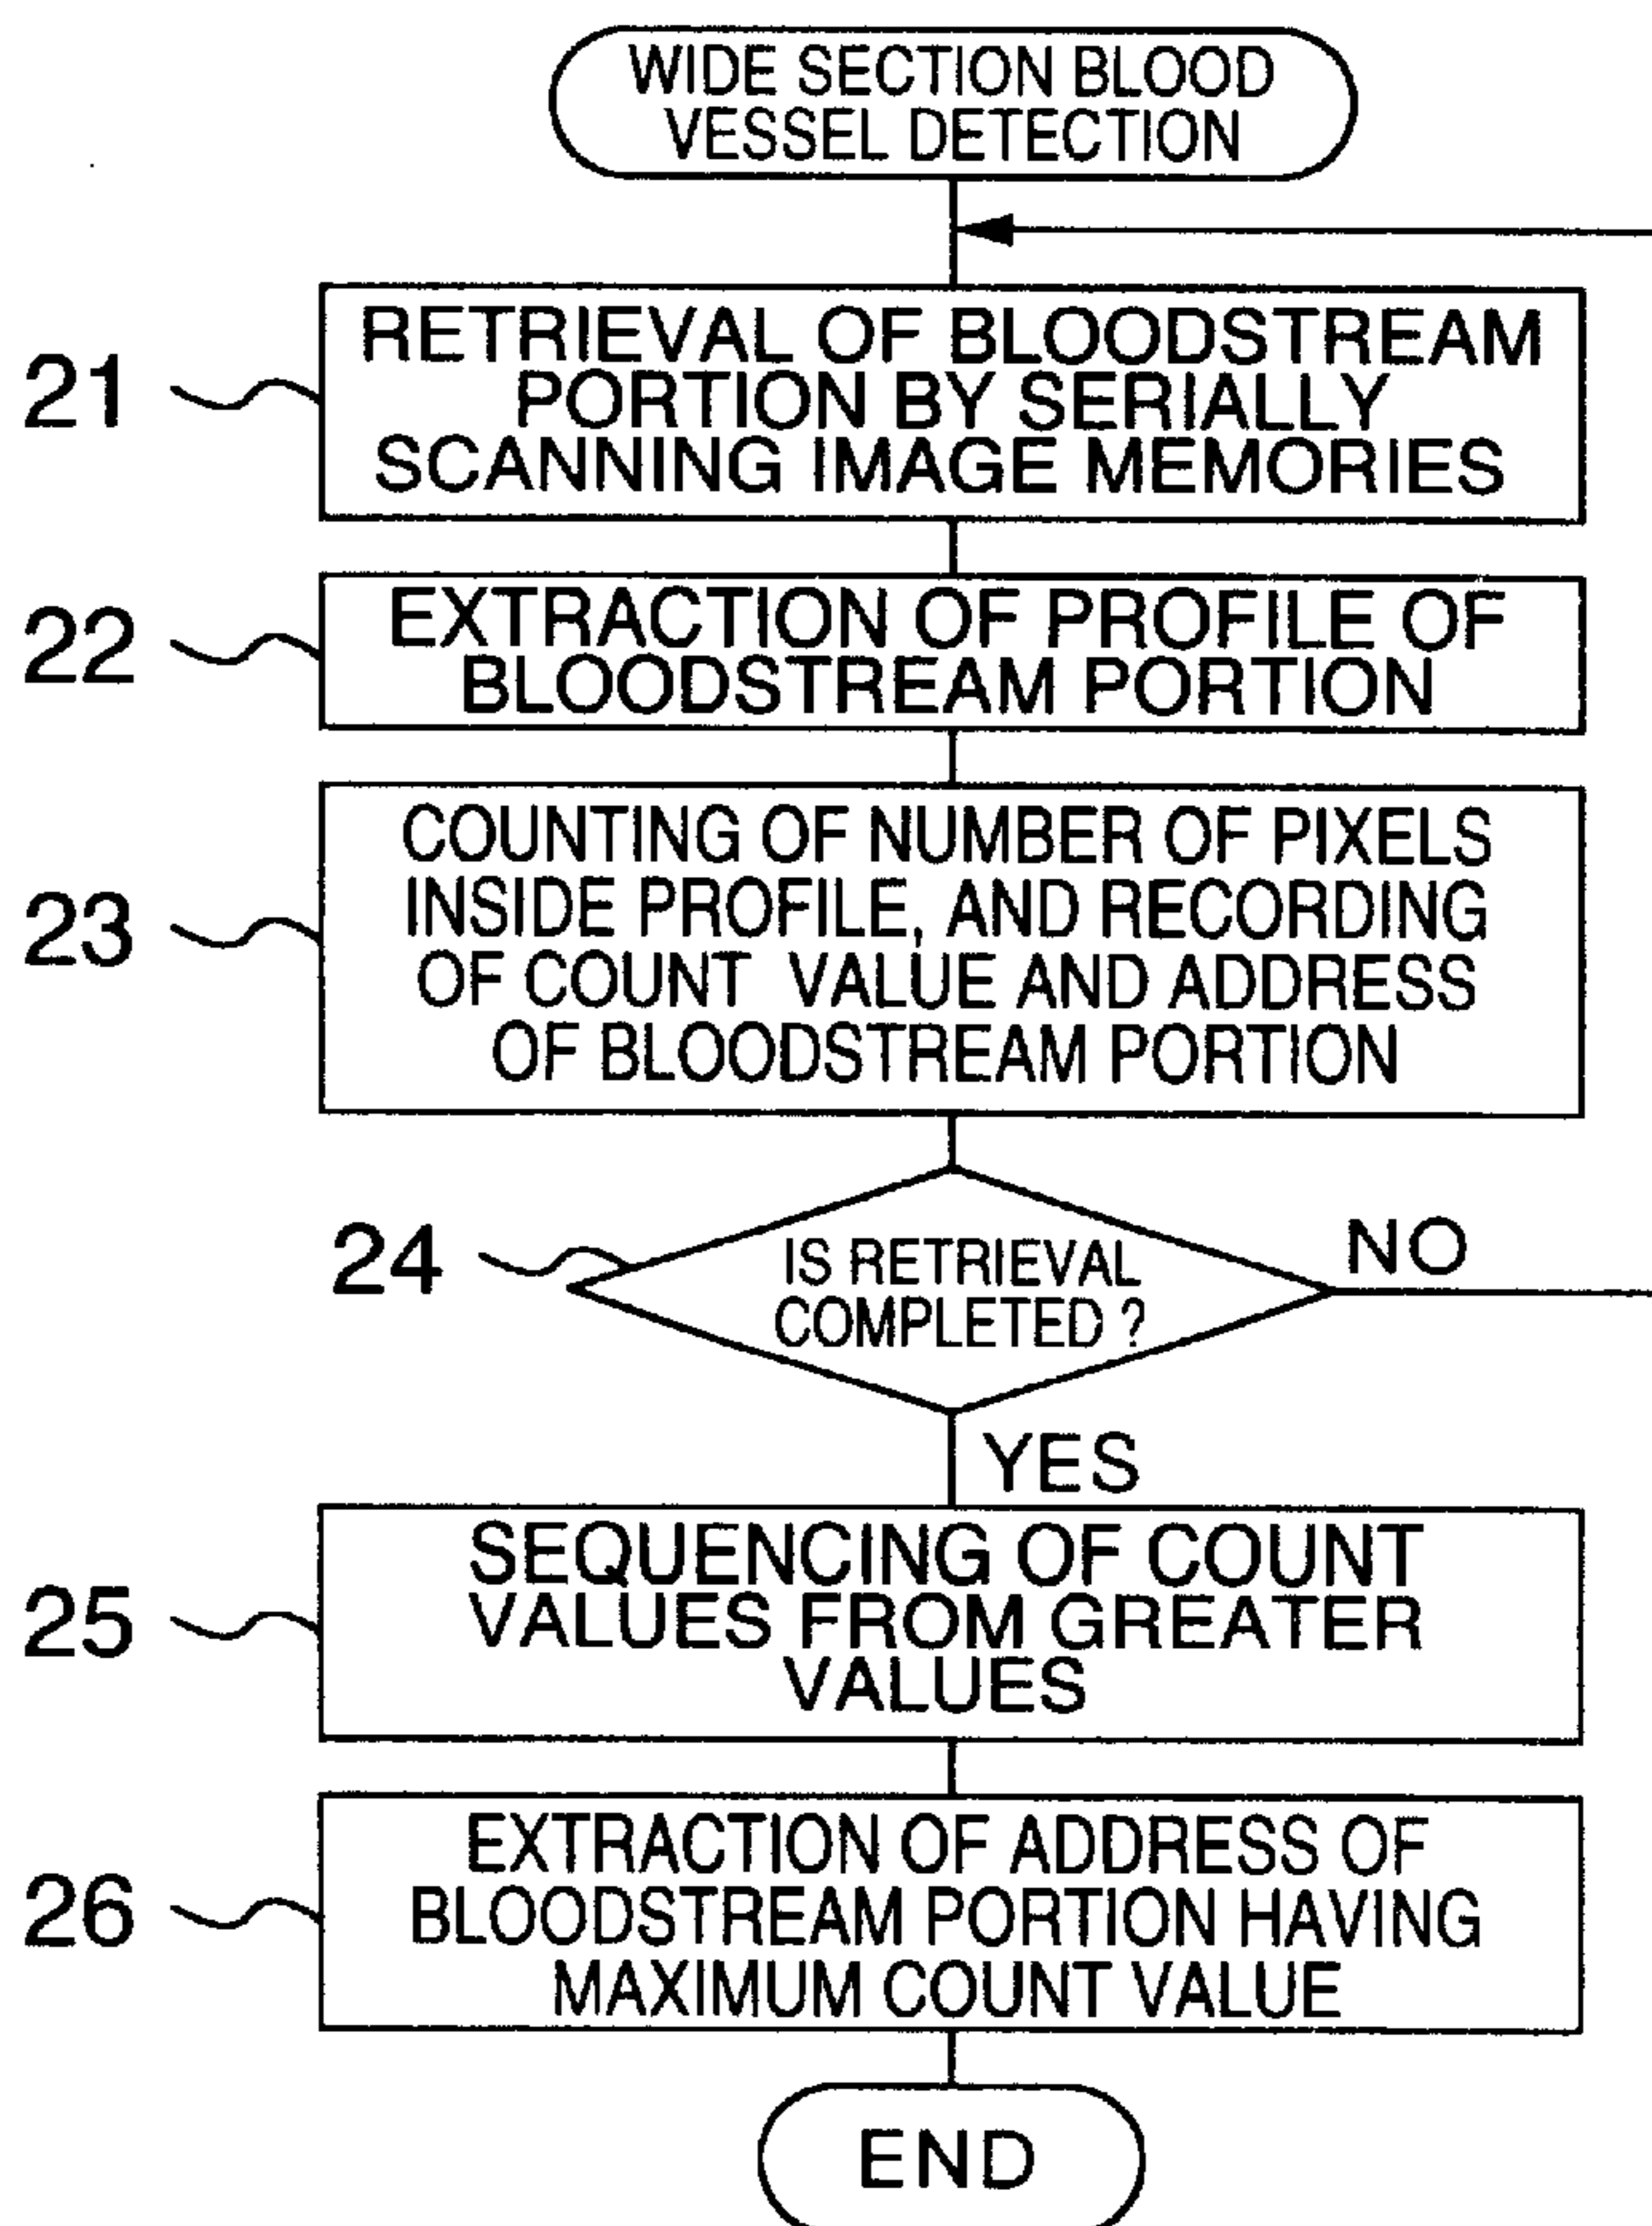 WIDE SECTION BLOOD
VESSEL DETECTION
21
RETRIEVAL OF BLOODSTREAM
PORTION BY SERIALLY
SCANNING IMAGE MEMORIES
22
EXTRACTION OF PROFILE OF
BLOODSTREAM PORTION
23
COUNTING OF NUMBER OF PIXELS
INSIDE PROFILE, AND RECORDING
OF COUNT VALUE AND ADDRESS
OF BLOODSTREAM PORTION
24
IS RETRIEVAL
COMPLETED ?
NO
YES
25
SEQUENCING OF COUNT
VALUES FROM GREATER
VALUES
26
EXTRACTION OF ADDRESS OF
BLOODSTREAM PORTION HAVING
MAXIMUM COUNT VALUE
END